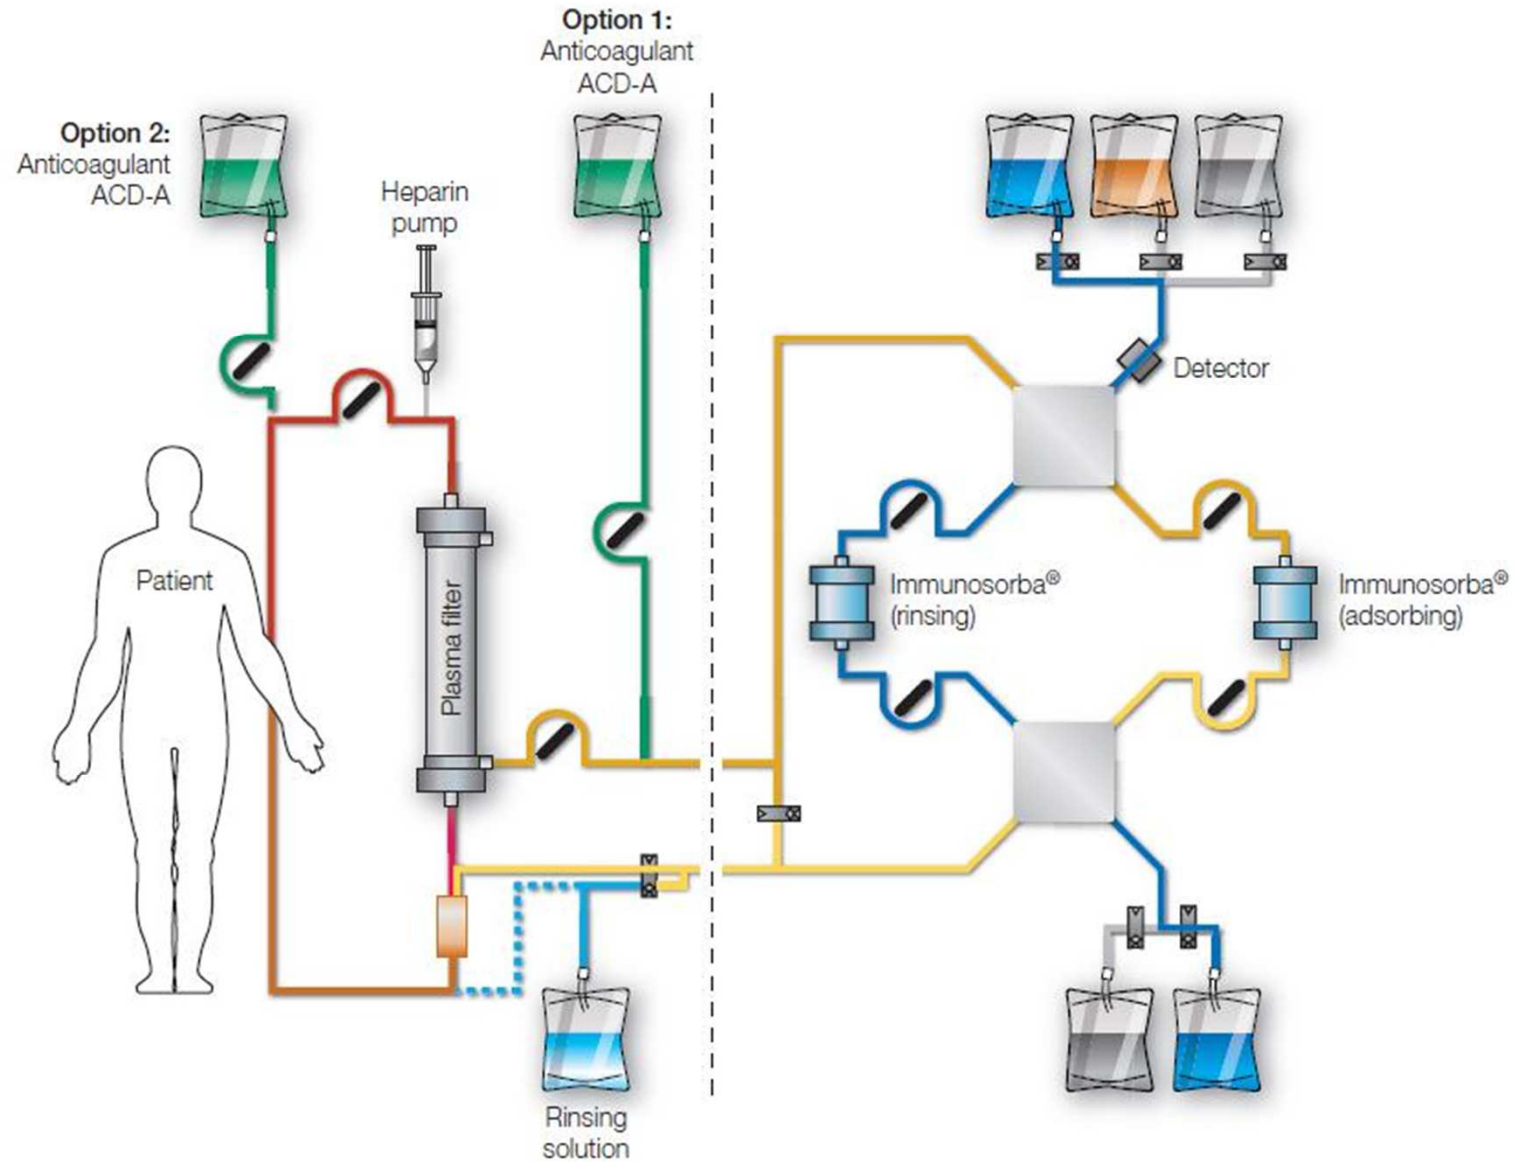 Option 1:
Anticoagulant
ACD-A
Option 2:
Anticoagulant
ACD-A
Heparin
pump
Detector
Patient
Plasma filter
Immunosorba®
(rinsing)
Immunosorba®
(adsorbing)
Rinsing
solution